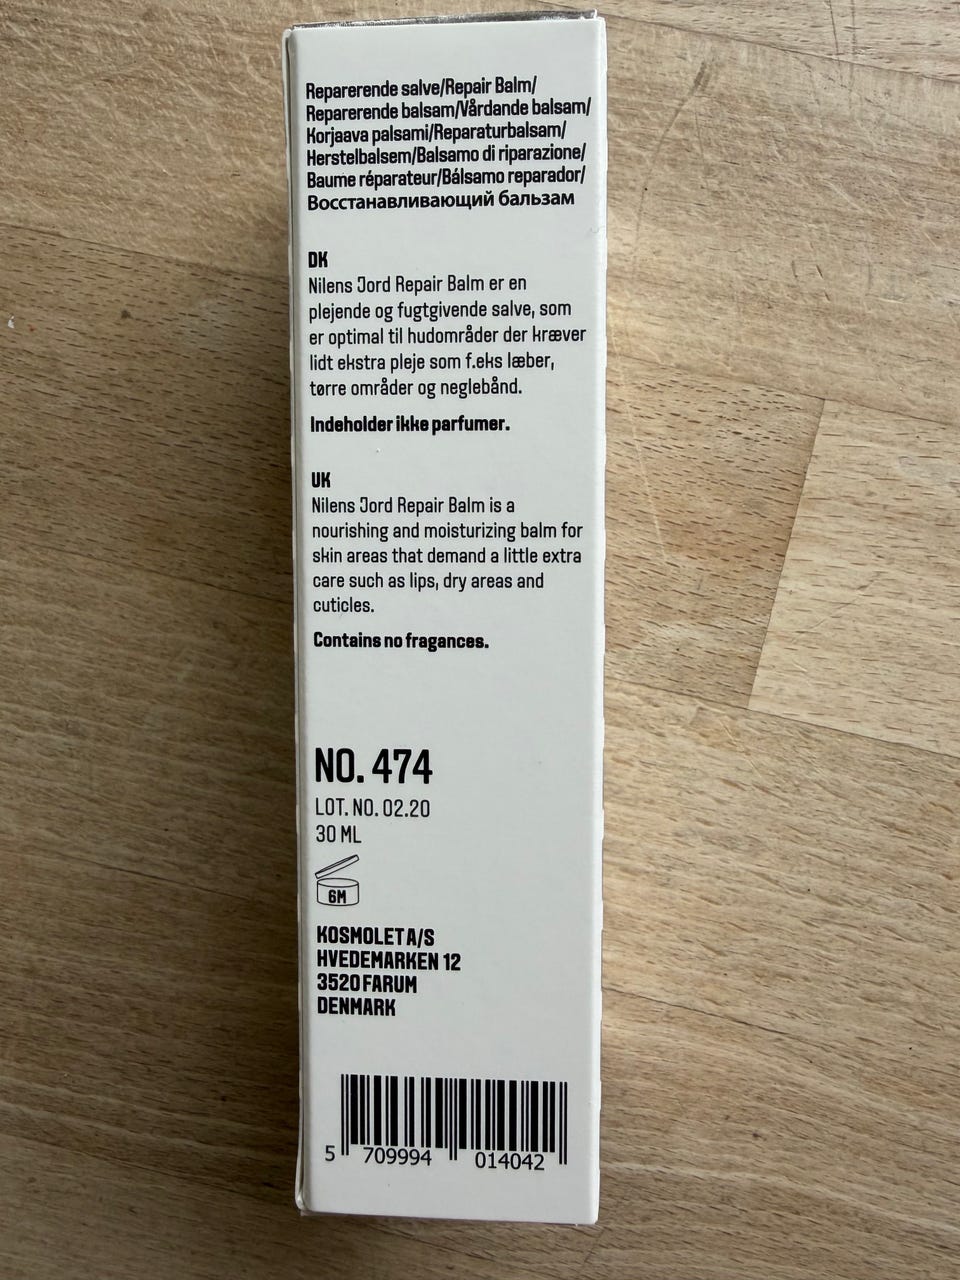 Reparerende salve/Repair Balm/
Reparerende balsam/Vårdande balsam/
Korjaava palsami/Reparaturbalsam/
Herstelbalsem/Balsamo di riparazione/
Baume réparateur/Bálsamo reparador/
Восстанавливающий бальзам
DK
Nilens Jord Repair Balm er en
plejende og fugtgivende salve, som
er optimal til hudområder der kræver
lidt ekstra pleje som f.eks læber,
tørre områder og neglebånd.
Indeholder ikke parfumer.
UK
Nilens Jord Repair Balm is a
nourishing and moisturizing balm for
skin areas that demand a little extra
care such as lips, dry areas and
cuticles.
Contains no fragances.
NO. 474
LOT. NO. 02.20
30 ML
6M
KOSMOLET A/S
HVEDEMARKEN 12
3520 FARUM
DENMARK
5 709994 014042